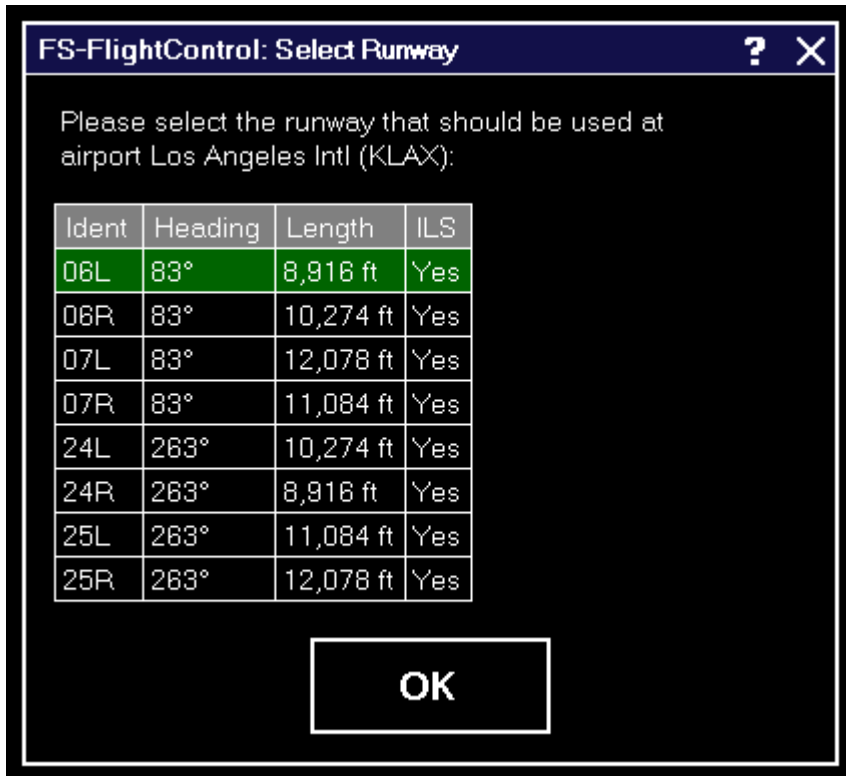 FS-FlightControl: Select Runway ? X
Please select the runway that should be used at
airport Los Angeles Intl (KLAX):
Ident Heading Length ILS
06L 83° 8,916 ft Yes
06R 83° 10,274 ft Yes
07L 83° 12,078 ft Yes
07R 83° 11,084 ft Yes
24L 263° 10,274 ft Yes
24R 263° 8,916 ft Yes
25L 263° 11,084 ft Yes
25R 263° 12,078 ft Yes
OK